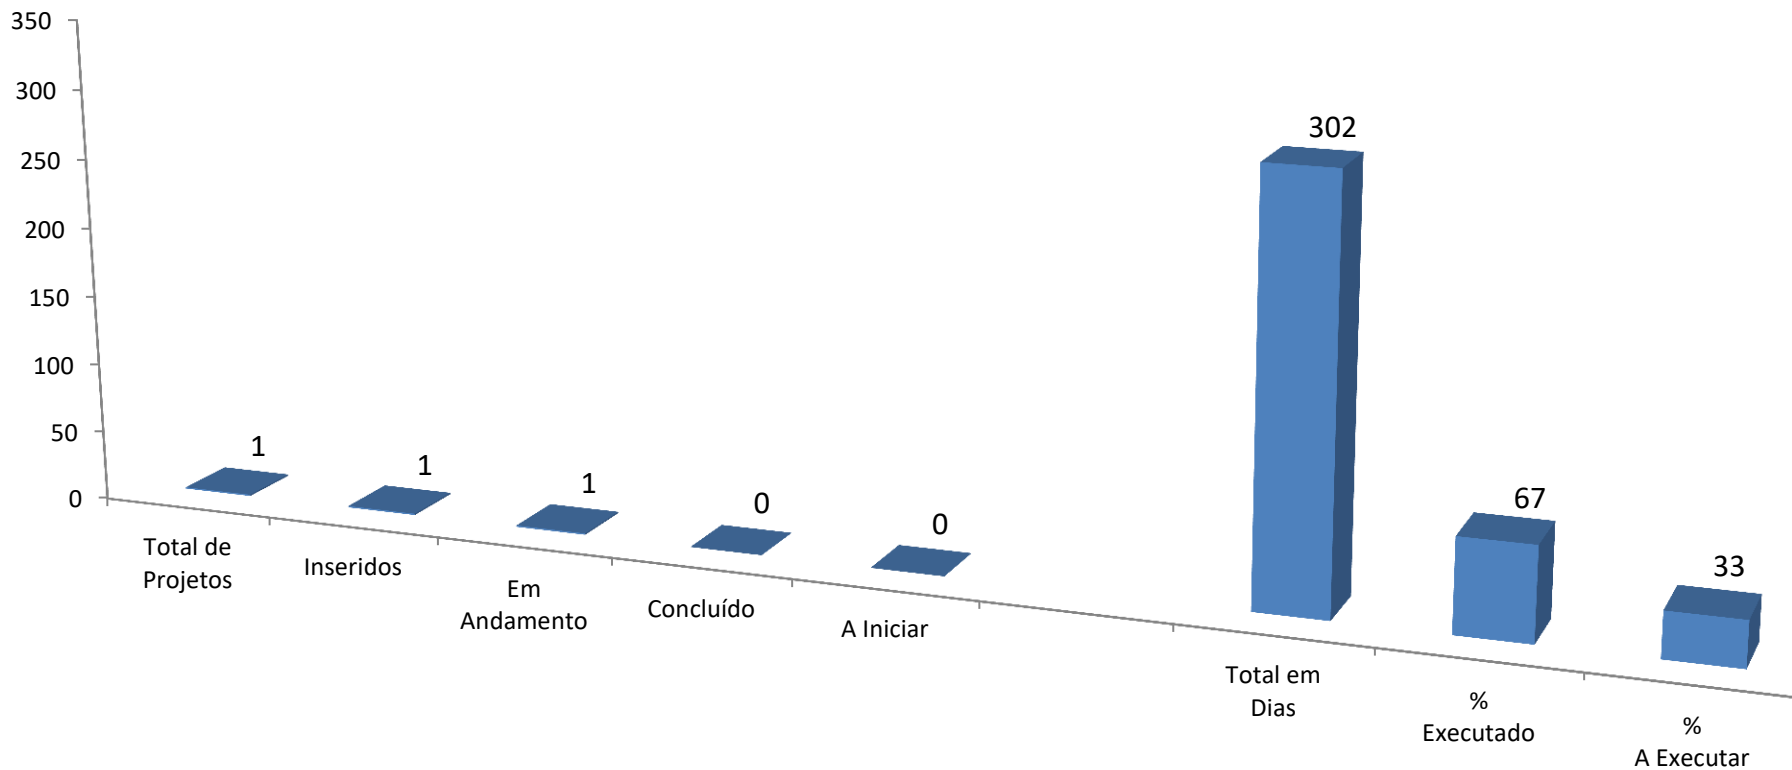 350
300
250
200
150
100
50
0
1
1
1
0
0
302
67
33
Total de
Projetos
Inseridos
Em
Andamento
Concluído
A Iniciar
Total em
Dias
%
Executado
%
A Executar